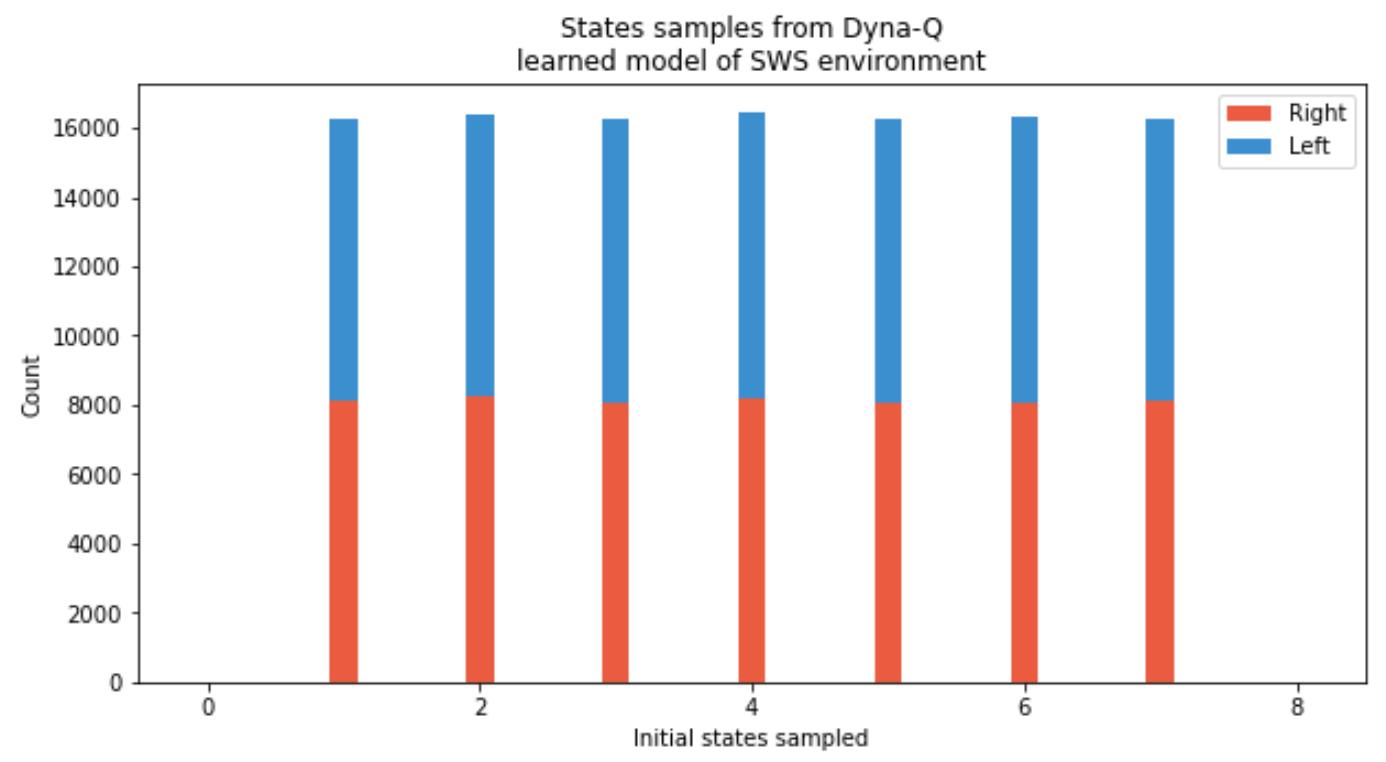 States samples from Dyna-Q
learned model of SWS environment
Right
Left
16000
14000
12000
10000
8000
6000
4000
2000
0
Count
0 2 4 6 8
Initial states sampled